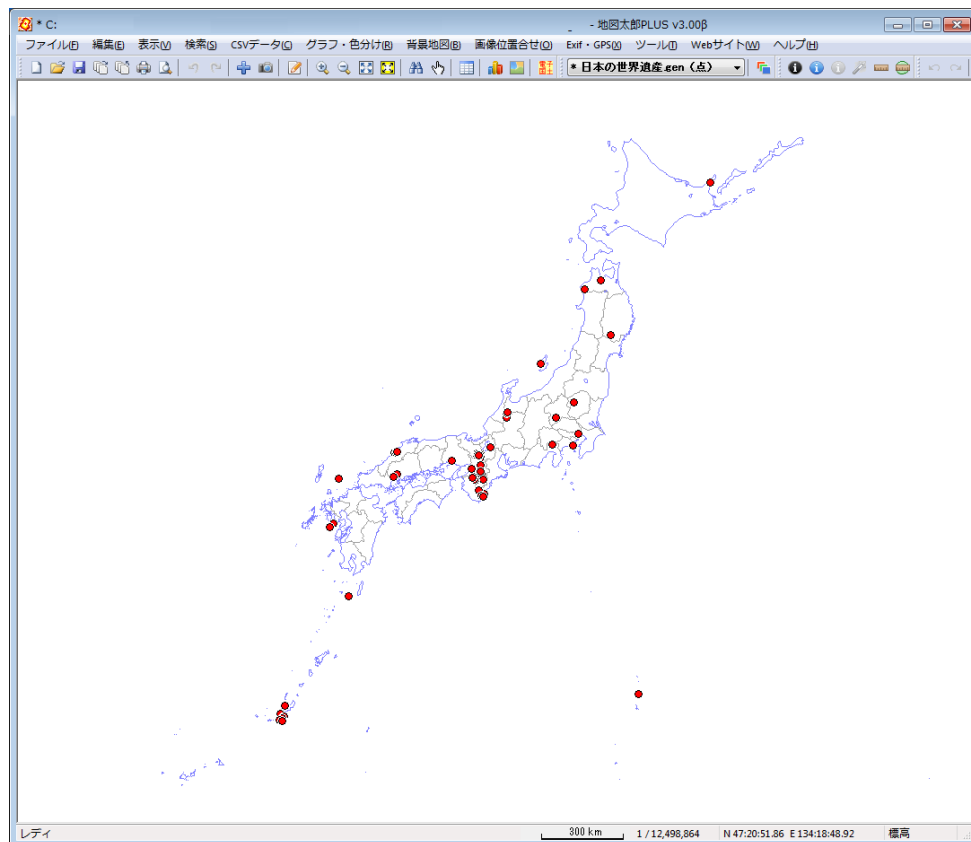 * C: _ - 地図太郎PLUS v3.00β
ファイル(F) 編集(E) 表示(V) 検索(S) CSVデータ(C) グラフ・色分け(R) 背景地図(B) 画像位置合せ(O) Exif・GPS(X) ツール(T) Webサイト(W) ヘルプ(H)
* 日本の世界遺産.gen（点）
レディ 300 km 1 / 12,498,864 N 47:20:51.86 E 134:18:48.92 標高